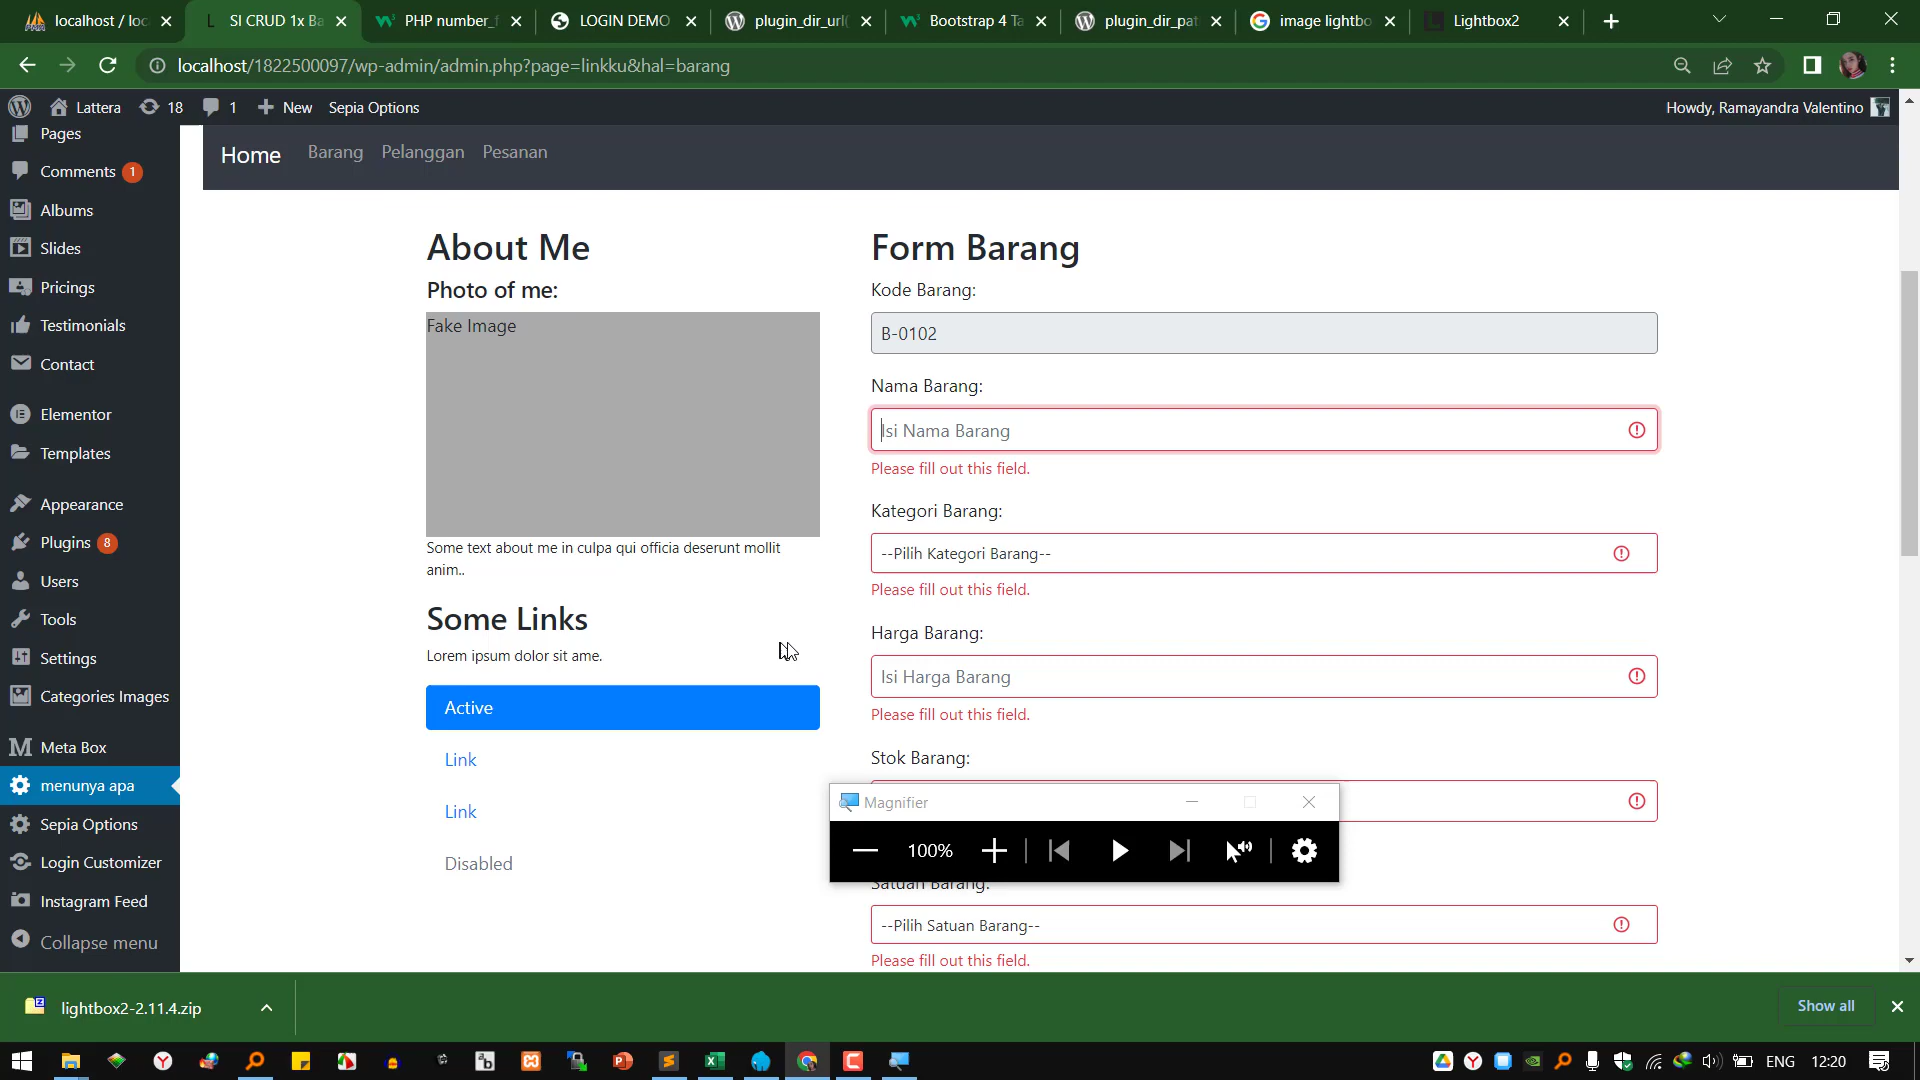 localhost / loc
SI CRUD 1x Ba
PHP number_f
LOGIN DEMO
plugin_dir_url(
Bootstrap 4 Ta
plugin_dir_pat
image lightbo
Lightbox2
localhost/1822500097/wp-admin/admin.php?page=linkku&hal=barang
Lattera
18
1
New
Sepia Options
Howdy, Ramayandra Valentino
Pages
Comments 1
Albums
Slides
Pricings
Testimonials
Contact
Elementor
Templates
Appearance
Plugins 8
Users
Tools
Settings
Categories Images
Meta Box
menunya apa
Sepia Options
Login Customizer
Instagram Feed
Collapse menu
Home Barang Pelanggan Pesanan
About Me
Photo of me:
Fake Image
Some text about me in culpa qui officia deserunt mollit
anim..
Some Links
Lorem ipsum dolor sit ame.
Active
Link
Link
Disabled
Form Barang
Kode Barang:
B-0102
Nama Barang:
Isi Nama Barang
Please fill out this field.
Kategori Barang:
--Pilih Kategori Barang--
Please fill out this field.
Harga Barang:
Isi Harga Barang
Please fill out this field.
Stok Barang:
Magnifier
100%
Satuan Barang:
--Pilih Satuan Barang--
Please fill out this field.
lightbox2-2.11.4.zip
Show all
ENG
12:20